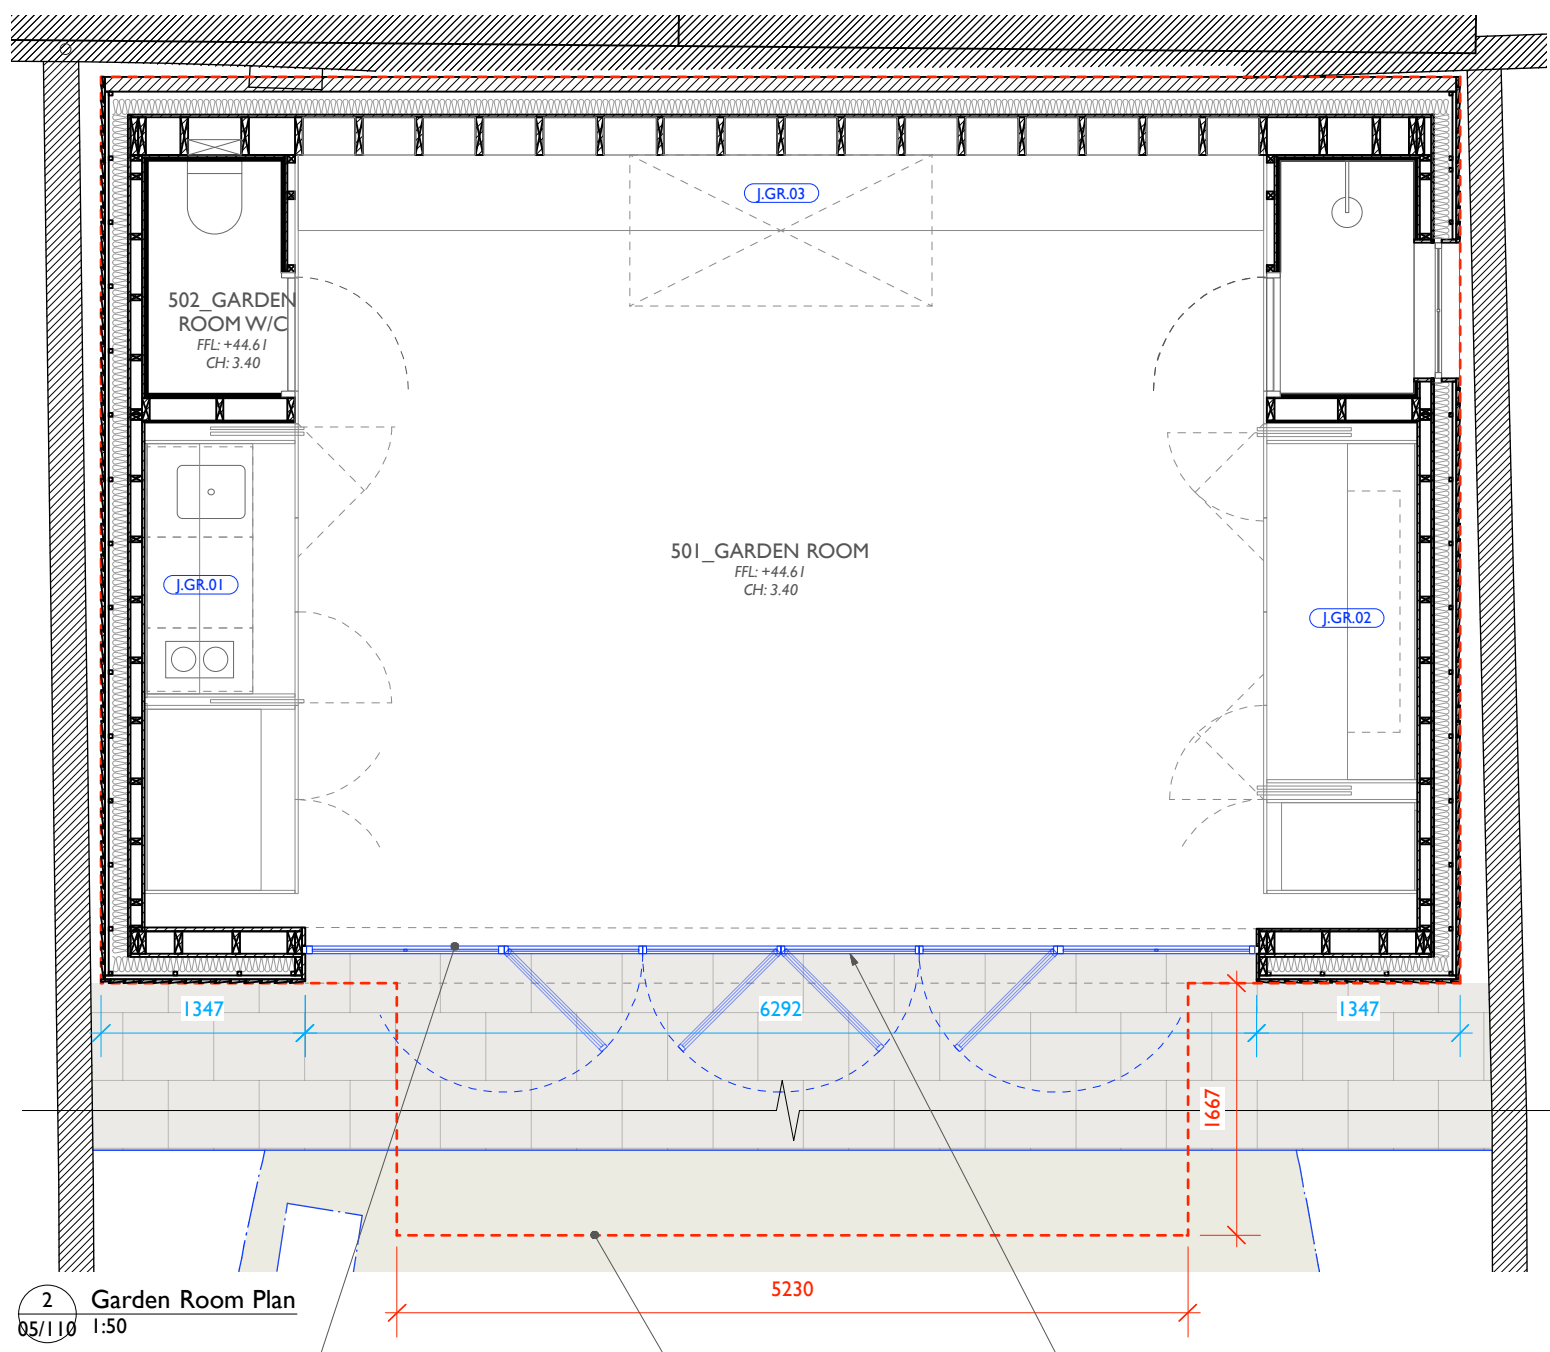 J.GR.03
502_GARDEN
ROOM W/C
FFL: +44.61
CH: 3.40
501_GARDEN ROOM
FFL: +44.61
CH: 3.40
J.GR.01
J.GR.02
1347
6292
1347
1667
5230
2
05/110
Garden Room Plan
1:50